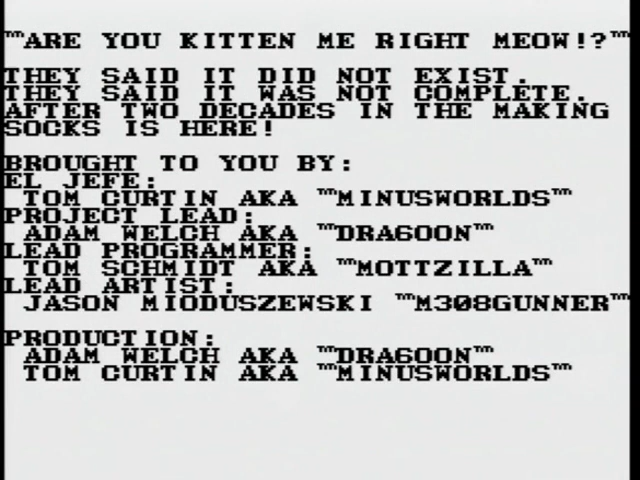 "ARE YOU KITTEN ME RIGHT MEOW!?"
THEY SAID IT DID NOT EXIST.
THEY SAID IT WAS NOT COMPLETE.
AFTER TWO DECADES IN THE MAKING
SOCKS IS HERE!
BROUGHT TO YOU BY:
EL JEFE:
TOM CURTIN AKA "MINUSWORLDS"
PROJECT LEAD:
ADAM WELCH AKA "DRA600N"
LEAD PROGRAMMER:
TOM SCHMIDT AKA "MOTTZILLA"
LEAD ARTIST:
JASON MIODUSZEWSKI "M308GUNNER"
PRODUCTION:
ADAM WELCH AKA "DRA600N"
TOM CURTIN AKA "MINUSWORLDS"